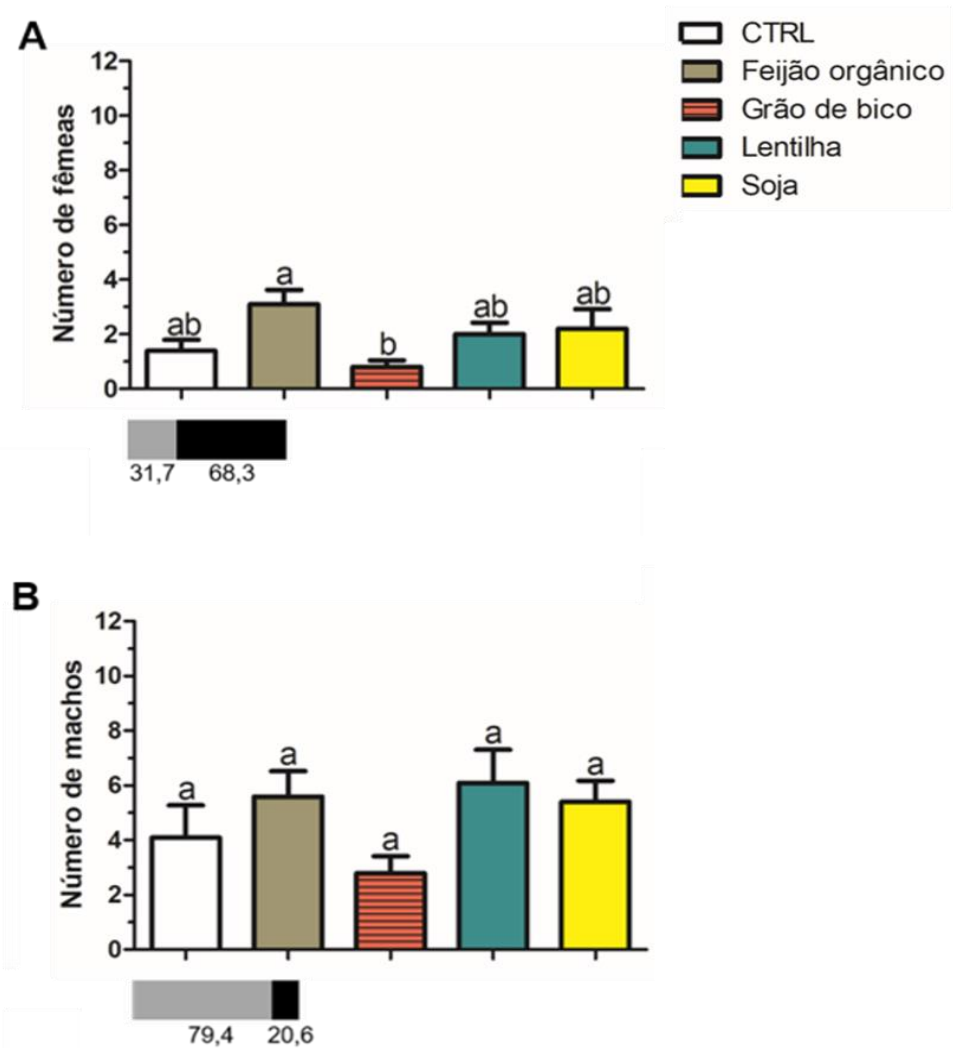 A
Número de fêmeas
12
10
8
6
4
2
0
ab
a
b
ab
ab
31,7 68,3
CTRL
Feijão orgânico
Grão de bico
Lentilha
Soja
B
Número de machos
12
10
8
6
4
2
0
a
a
a
a
a
79,4 20,6